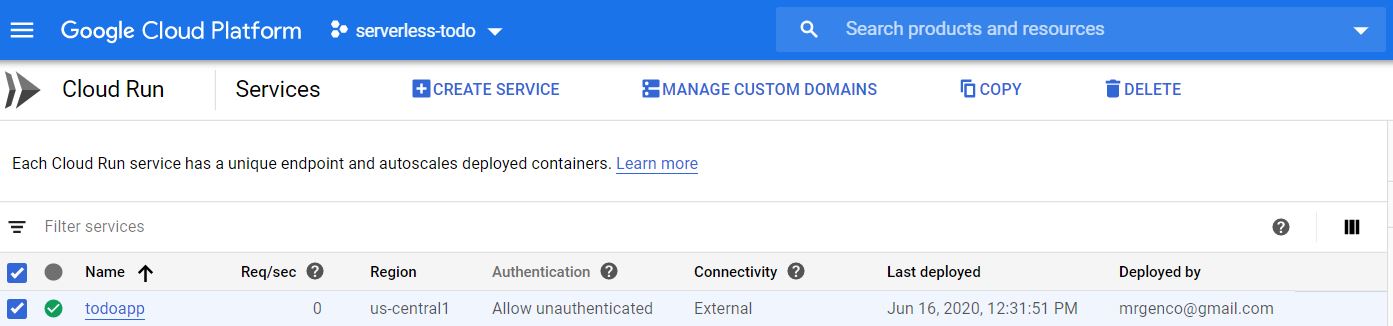 Google Cloud Platform serverless-todo Search products and resources
Cloud Run Services CREATE SERVICE MANAGE CUSTOM DOMAINS COPY DELETE
Each Cloud Run service has a unique endpoint and autoscales deployed containers. Learn more
Filter services
Name Req/sec Region Authentication Connectivity Last deployed Deployed by
todoapp 0 us-central1 Allow unauthenticated External Jun 16, 2020, 12:31:51 PM mrgenco@gmail.com